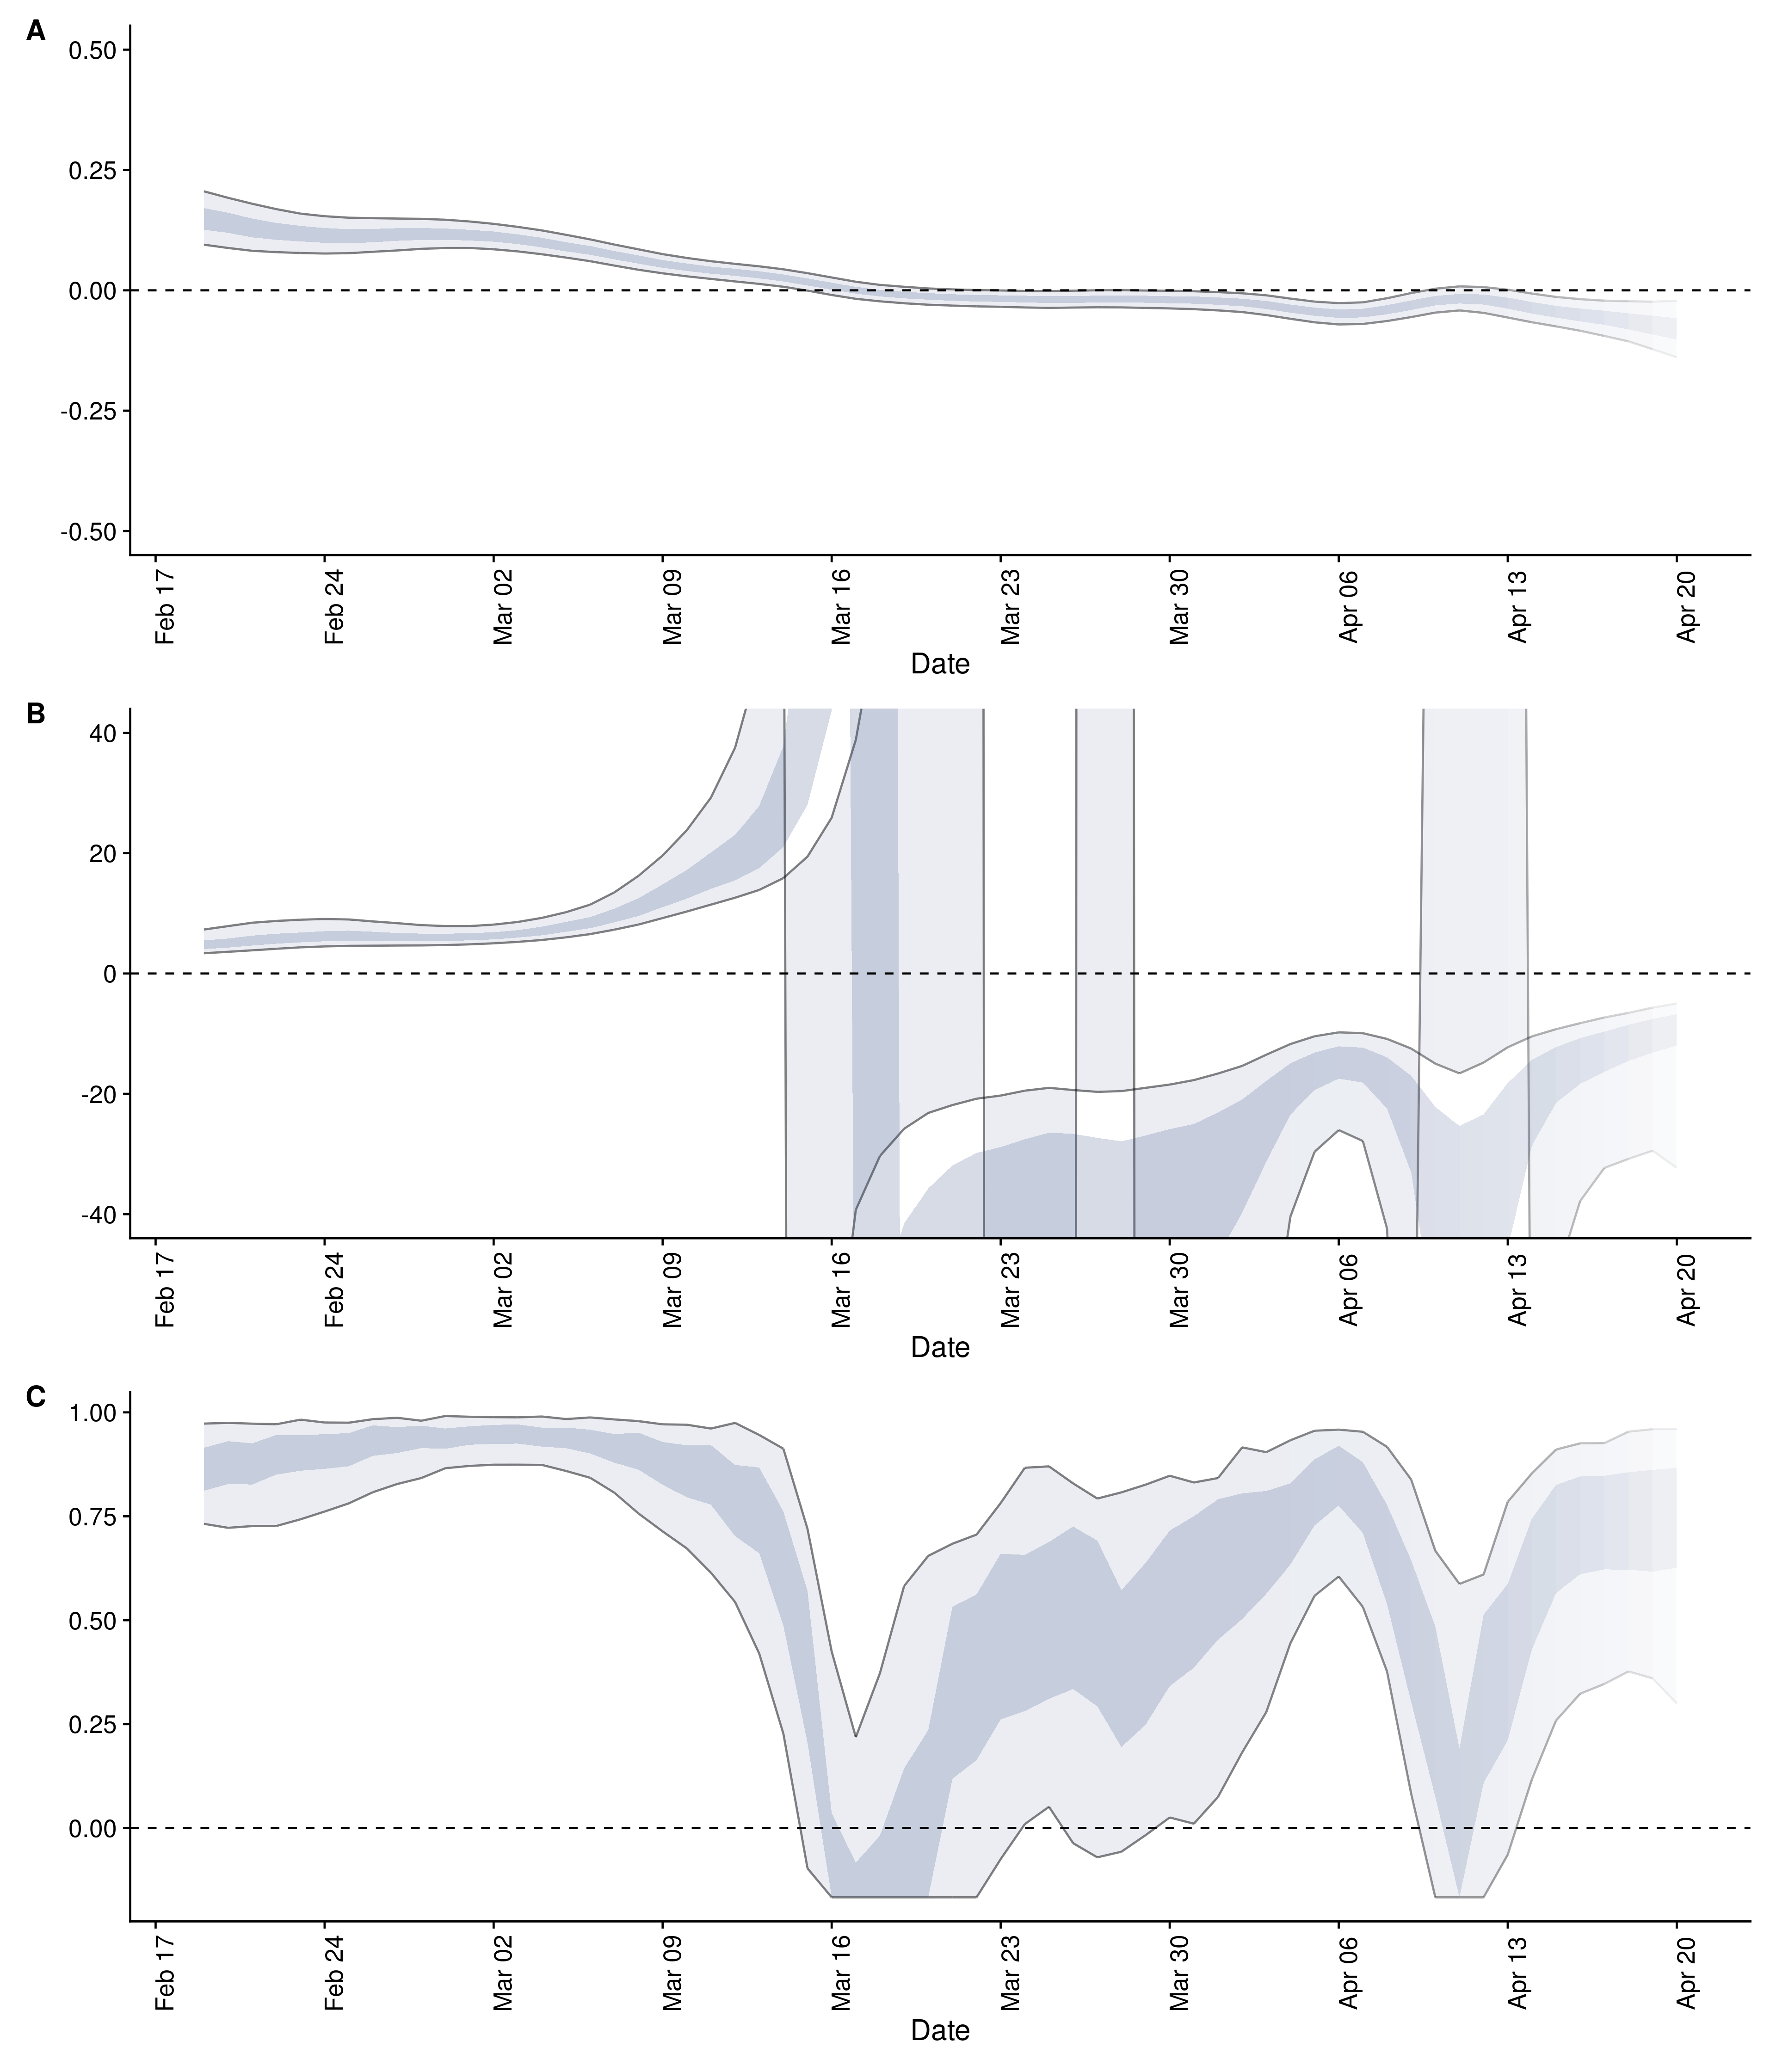 A
0.50
0.25
0.00
-0.25
-0.50
Feb 17
Feb 24
Mar 02
Mar 09
Mar 16
Mar 23
Mar 30
Apr 06
Apr 13
Apr 20
Date
B
40
20
0
-20
-40
Feb 17
Feb 24
Mar 02
Mar 09
Mar 16
Mar 23
Mar 30
Apr 06
Apr 13
Apr 20
Date
C
1.00
0.75
0.50
0.25
0.00
Feb 17
Feb 24
Mar 02
Mar 09
Mar 16
Mar 23
Mar 30
Apr 06
Apr 13
Apr 20
Date